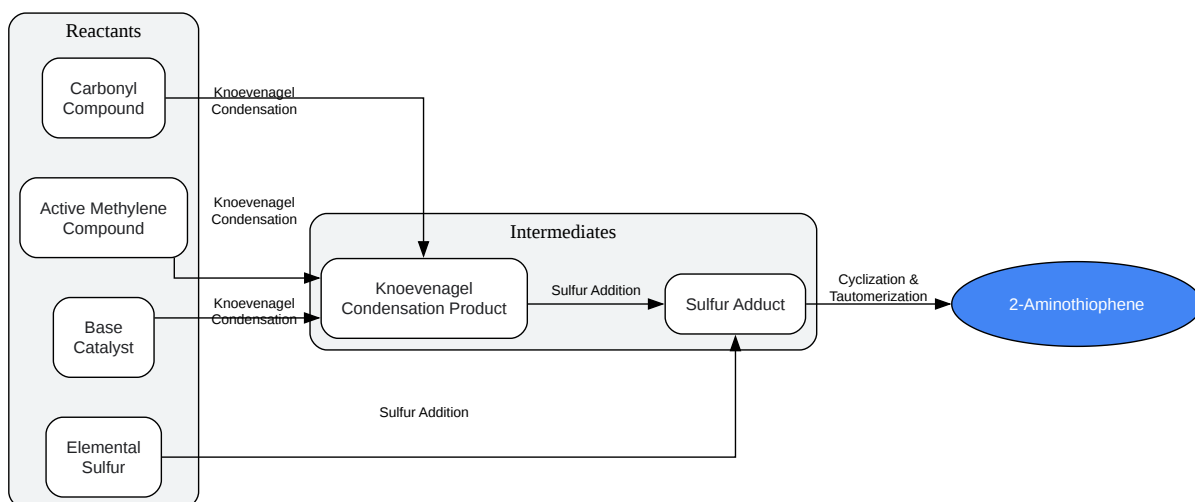 Reactants
Carbonyl
Compound
Knoevenagel
Condensation
Active Methylene
Compound
Knoevenagel
Condensation
Intermediates
Knoevenagel
Condensation Product
Sulfur Addition
Sulfur Adduct
Cyclization &
Tautomerization
2-Aminothiophene
Base
Catalyst
Knoevenagel
Condensation
Sulfur Addition
Elemental
Sulfur